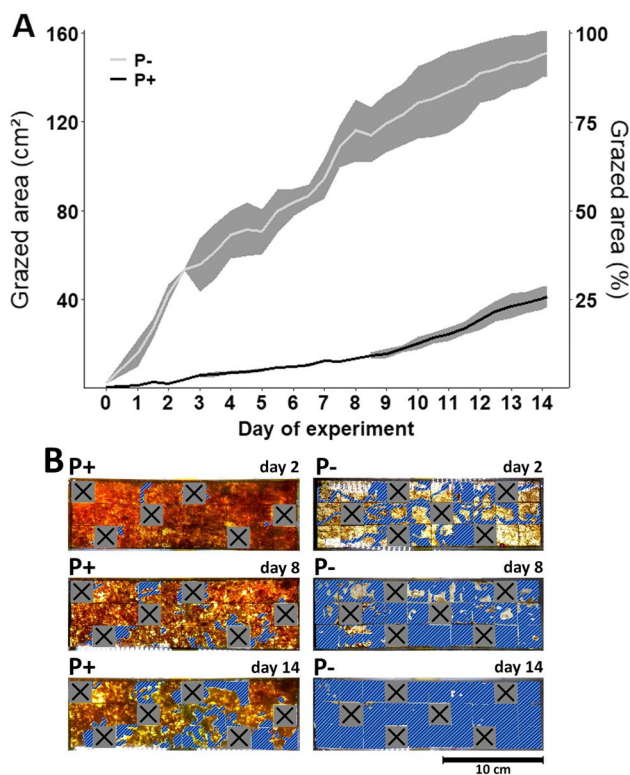 A
160
120
80
40
Grazed area (cm²)
P-
P+
100
75
50
25
Grazed area (%)
0 1 2 3 4 5 6 7 8 9 10 11 12 13 14
Day of experiment
B
P+ day 2
P- day 2
P+ day 8
P- day 8
P+ day 14
P- day 14
10 cm